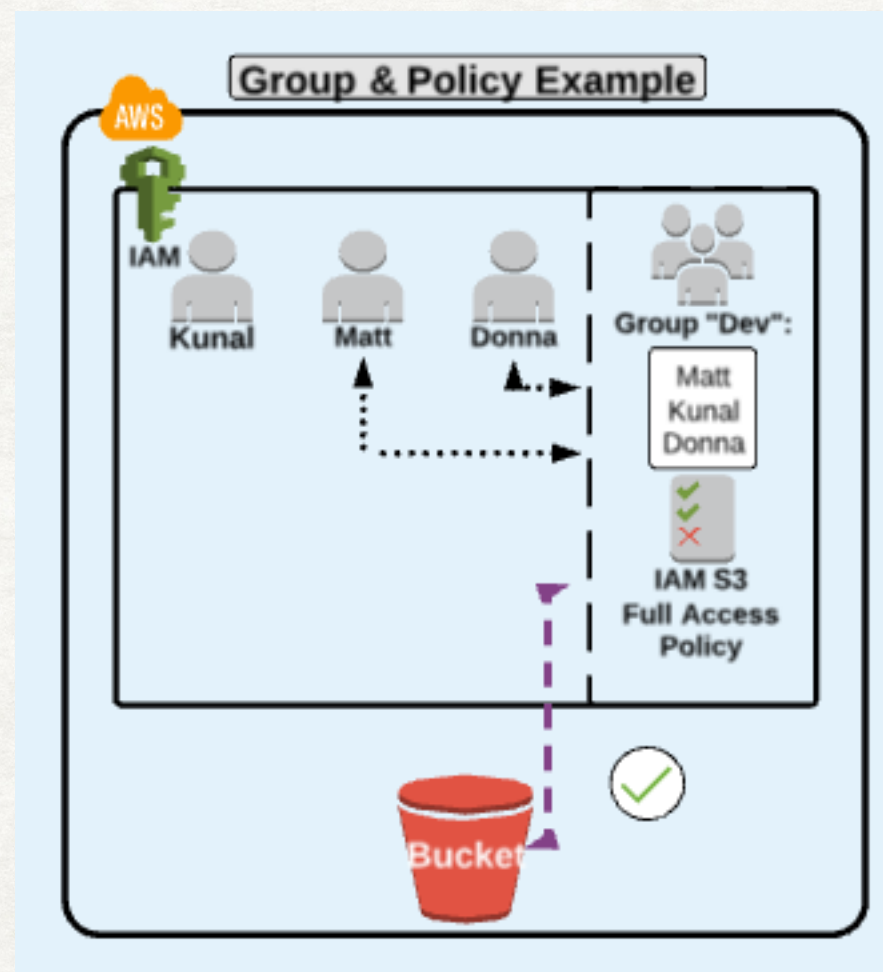 Group & Policy Example
AWS
IAM
Kunal
Matt
Donna
Group "Dev":
Matt
Kunal
Donna
IAM S3
Full Access
Policy
Bucket